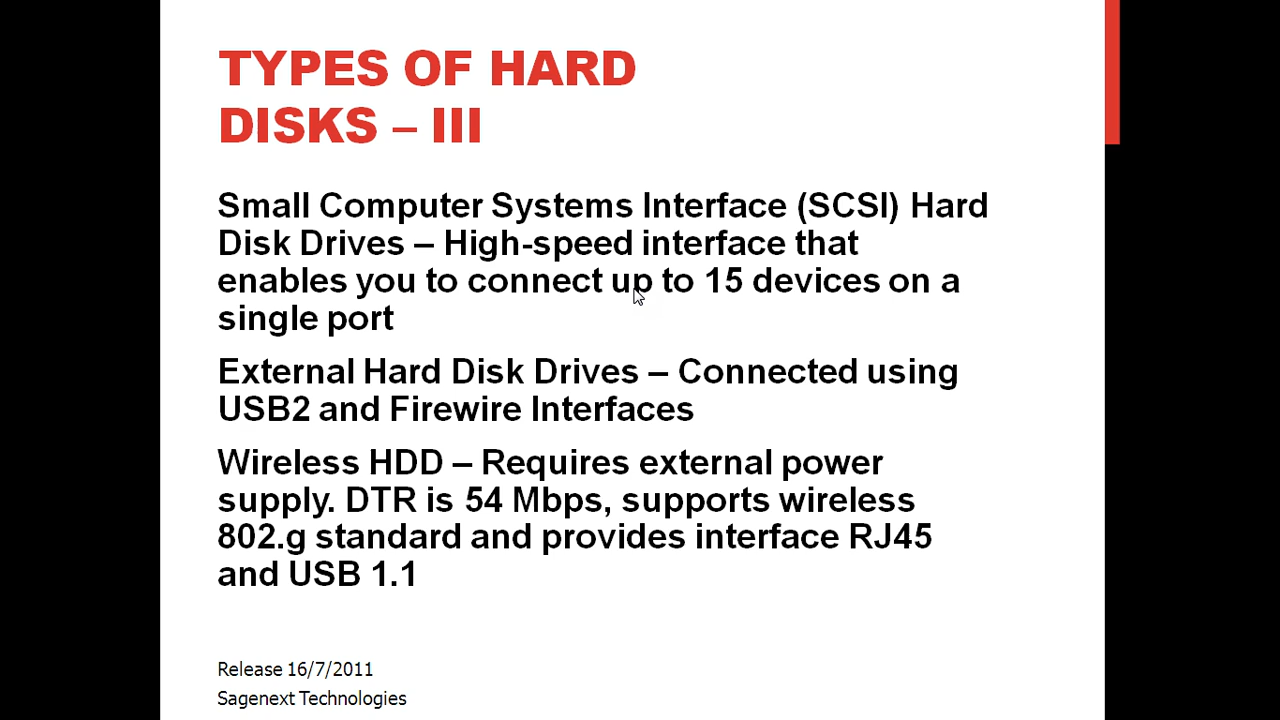 TYPES OF HARD
DISKS – III
Small Computer Systems Interface (SCSI) Hard
Disk Drives – High-speed interface that
enables you to connect up to 15 devices on a
single port
External Hard Disk Drives – Connected using
USB2 and Firewire Interfaces
Wireless HDD – Requires external power
supply. DTR is 54 Mbps, supports wireless
802.g standard and provides interface RJ45
and USB 1.1
Release 16/7/2011
Sagenext Technologies